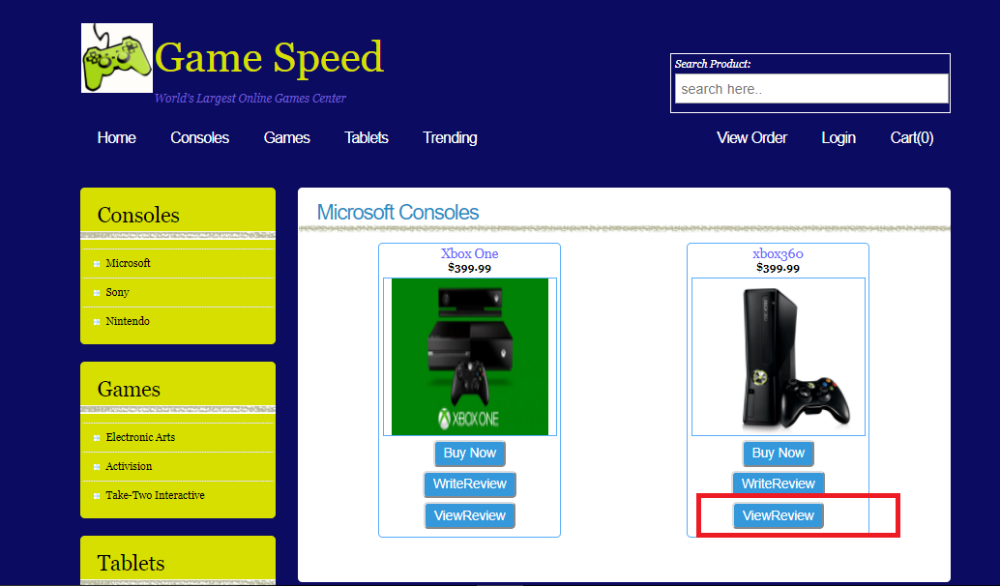 Game Speed
World's Largest Online Games Center
Search Product:
search here..
Home Consoles Games Tablets Trending View Order Login Cart(0)
Consoles
Microsoft
Sony
Nintendo
Games
Electronic Arts
Activision
Take-Two Interactive
Tablets
Microsoft Consoles
Xbox One
$399.99
XBOX ONE
Buy Now
WriteReview
ViewReview
xbox360
$399.99
Buy Now
WriteReview
ViewReview